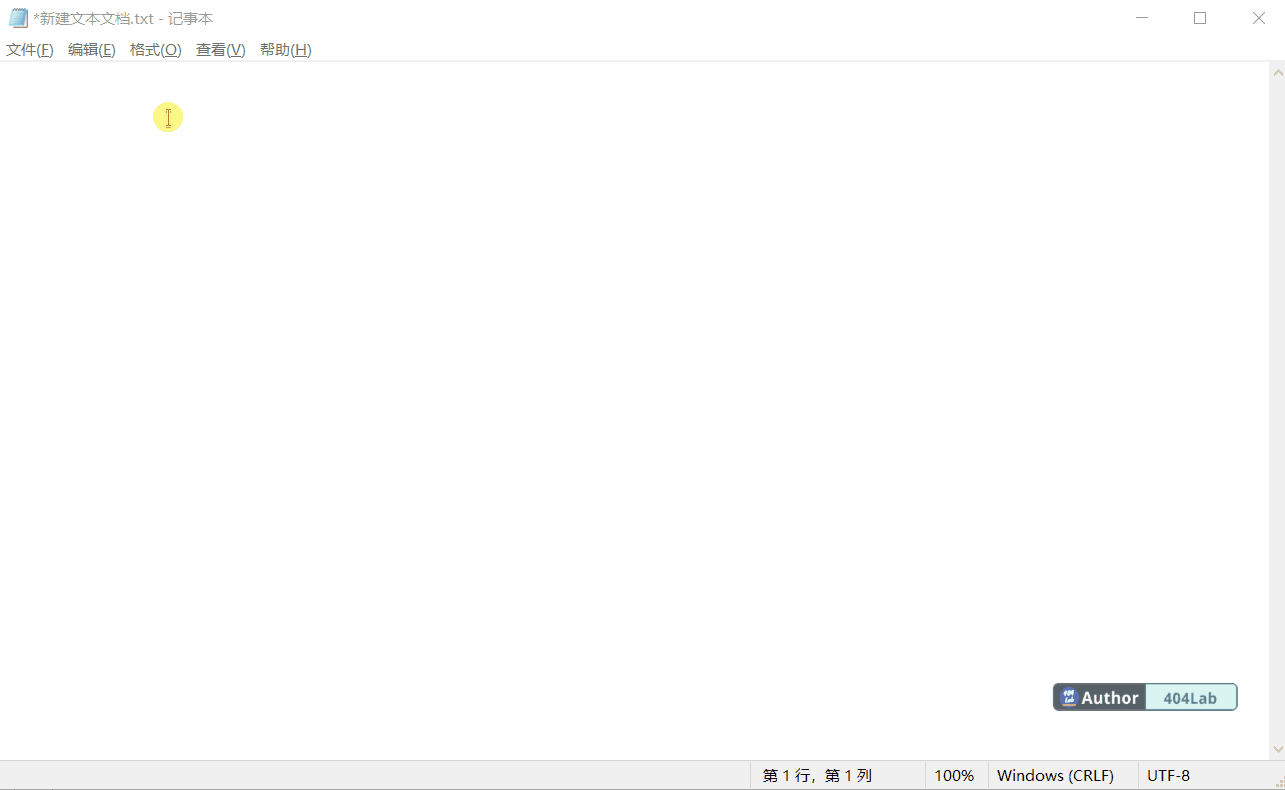 *新建文本文档.txt - 记事本
文件(F) 编辑(E) 格式(O) 查看(V) 帮助(H)
Author 404Lab
第 1 行，第 1 列 100% Windows (CRLF) UTF-8